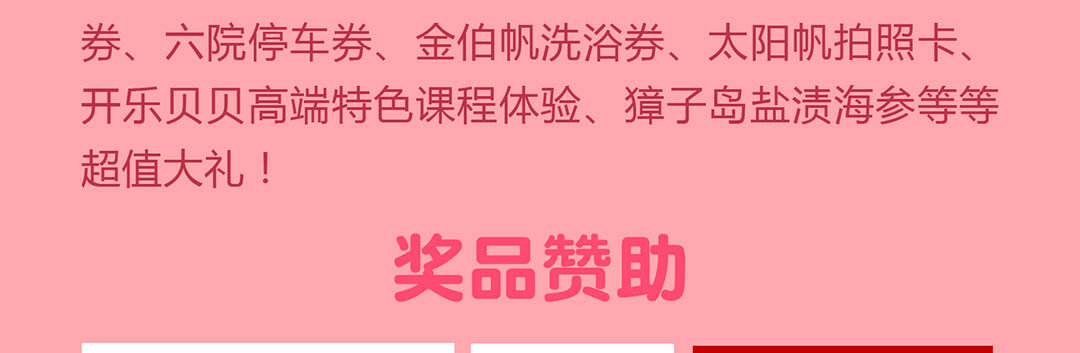 券、六院停车券、金伯帆洗浴券、太阳帆拍照卡、
开乐贝贝高端特色课程体验、獐子岛盐渍海参等等
超值大礼！
奖品赞助